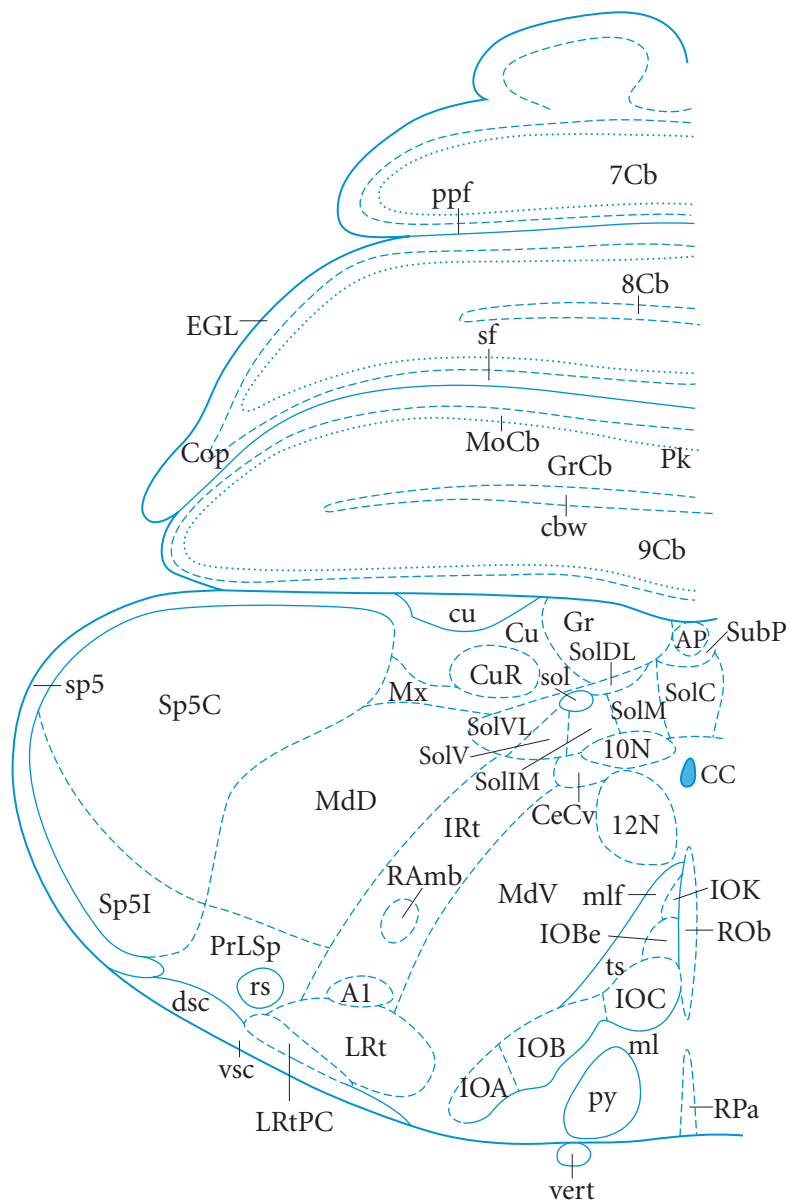 7Cb
ppf
8Cb
EGL
sf
MoCb
Cop
GrCb
Pk
cbw
9Cb
cu
Cu
Gr
AP
SubP
SolDL
CuR
sol
sp5
Mx
SolC
Sp5C
SolM
SolVL
10N
SolV
SolIM
CC
MdD
CeCv
IRt
12N
RAmb
MdV
mlf
IOK
Sp5I
IOBe
ROb
PrLSp
ts
rs
A1
dsc
IOC
LRt
IOB
ml
vsc
IOA
py
LRtPC
RPa
vert